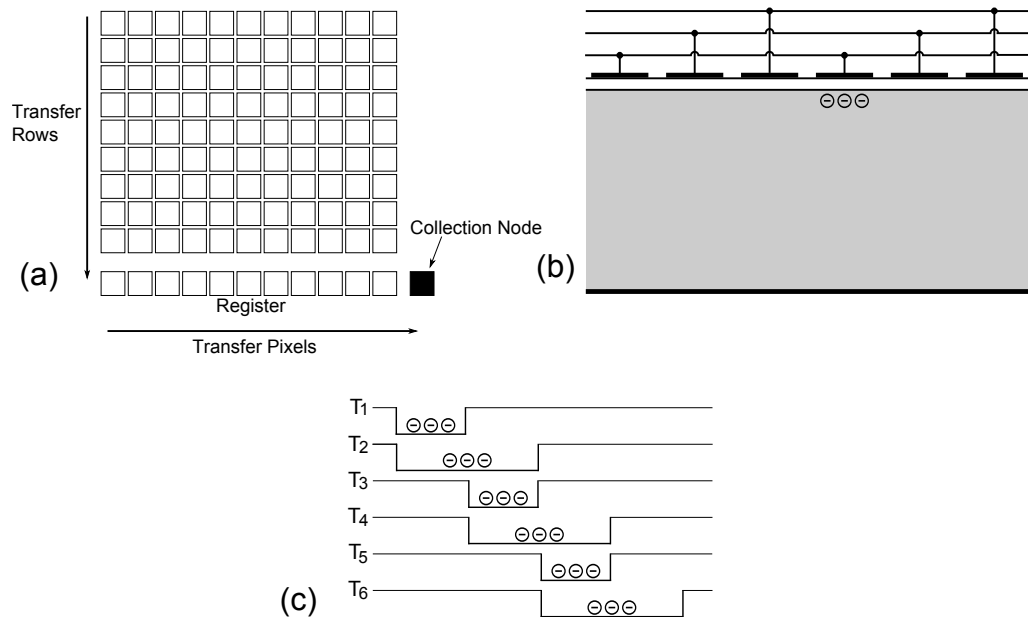 Transfer
Rows
Collection Node
(a)
Register
Transfer Pixels
(b)
T1
T2
T3
T4
T5
T6
(c)